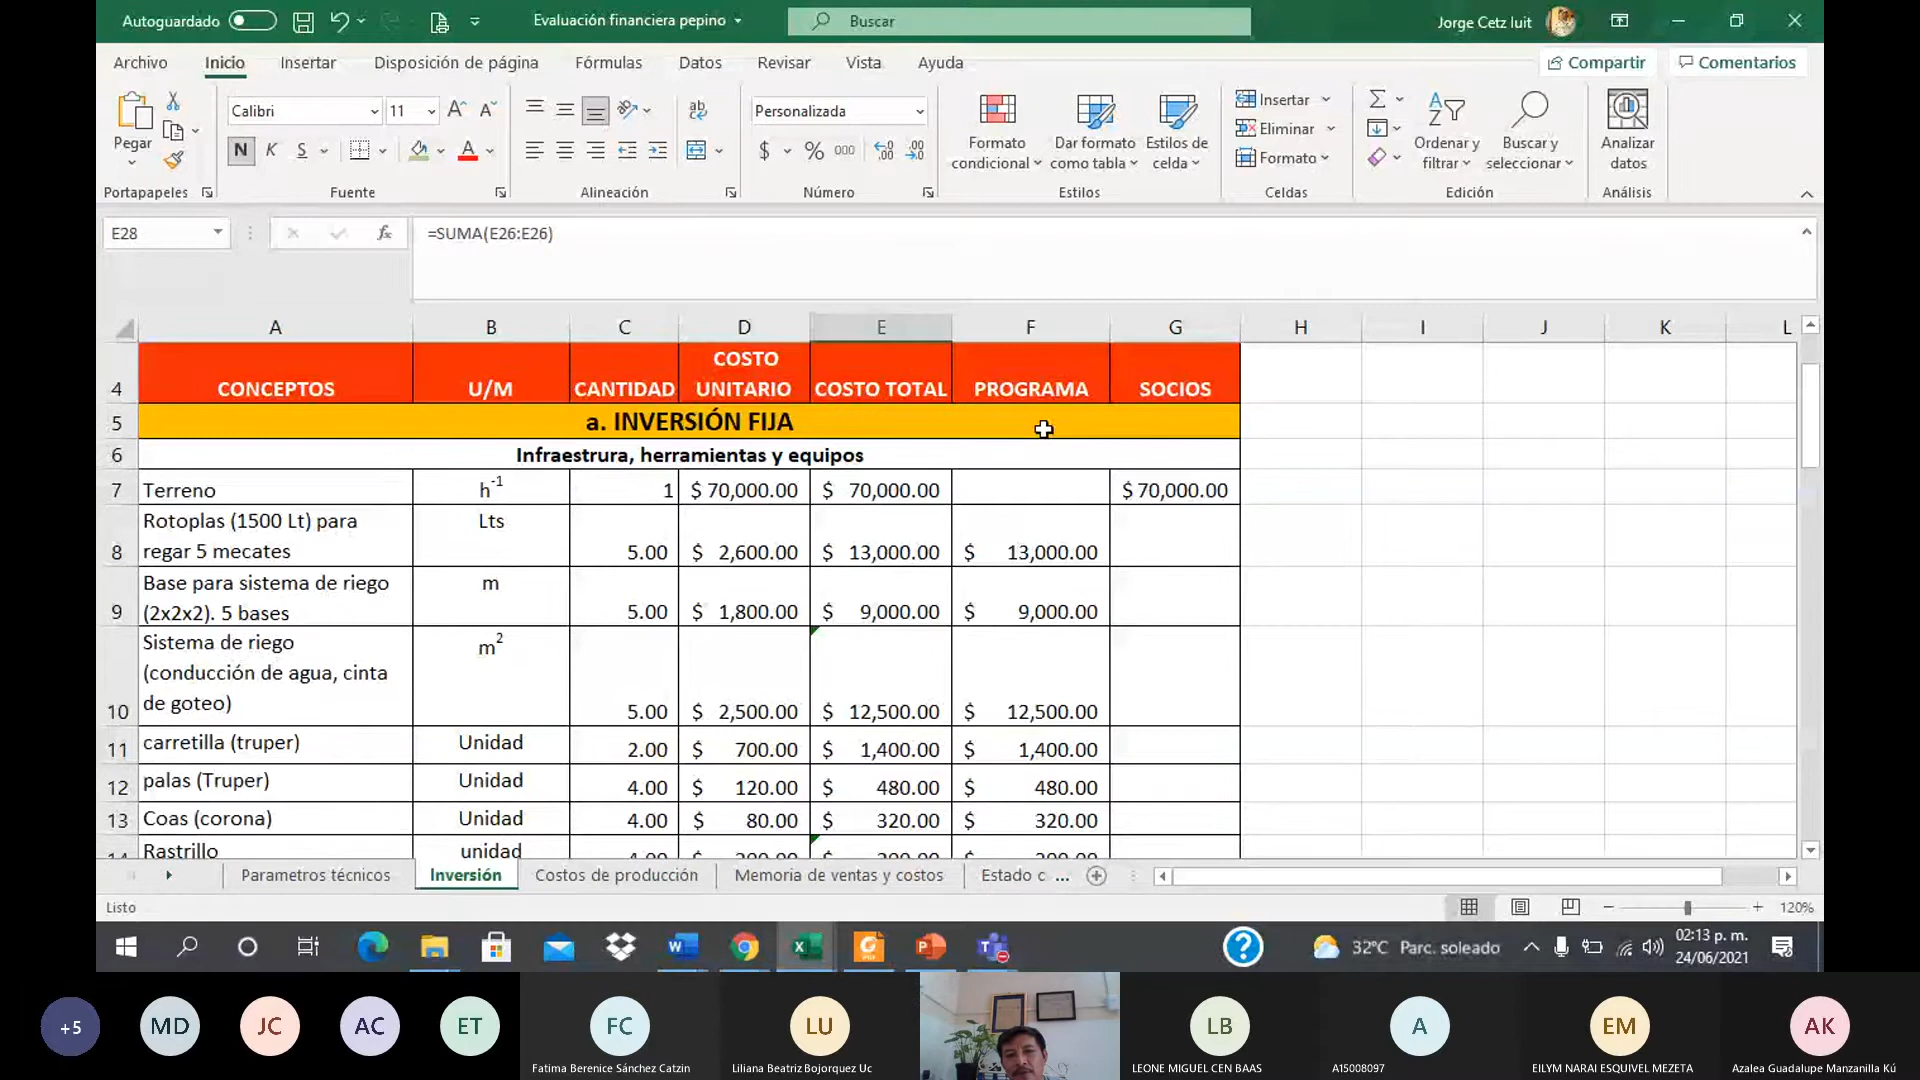 Autoguardado
Evaluación financiera pepino
Buscar
Jorge Cetz luit
Archivo Inicio Insertar Disposición de página Fórmulas Datos Revisar Vista Ayuda
Compartir Comentarios
Pegar
Portapapeles
Calibri 11
N K S
Fuente
Alineación
Personalizada
$ % 000
Número
Formato condicional
Dar formato como tabla
Estilos de celda
Estilos
Insertar
Eliminar
Formato
Celdas
Ordenar y filtrar
Buscar y seleccionar
Edición
Analizar datos
Análisis
E28 fx =SUMA(E26:E26)
A B C D E F G H I J K L
4 CONCEPTOS U/M CANTIDAD COSTO UNITARIO COSTO TOTAL PROGRAMA SOCIOS
5 a. INVERSIÓN FIJA
6 Infraestrura, herramientas y equipos
7 Terreno h-1 1 $ 70,000.00 $ 70,000.00 $ 70,000.00
8 Rotoplas (1500 Lt) para regar 5 mecates Lts 5.00 $ 2,600.00 $ 13,000.00 $ 13,000.00
9 Base para sistema de riego (2x2x2). 5 bases m 5.00 $ 1,800.00 $ 9,000.00 $ 9,000.00
10 Sistema de riego (conducción de agua, cinta de goteo) m2 5.00 $ 2,500.00 $ 12,500.00 $ 12,500.00
11 carretilla (truper) Unidad 2.00 $ 700.00 $ 1,400.00 $ 1,400.00
12 palas (Truper) Unidad 4.00 $ 120.00 $ 480.00 $ 480.00
13 Coas (corona) Unidad 4.00 $ 80.00 $ 320.00 $ 320.00
Rastrillo unidad
Parametros técnicos Inversión Costos de producción Memoria de ventas y costos Estado c ...
Listo
120%
32°C Parc. soleado
02:13 p. m.
24/06/2021
+5 MD JC AC ET FC LU LB A EM AK
Fatima Berenice Sánchez Catzin
Liliana Beatriz Bojorquez Uc
LEONE MIGUEL CEN BAAS
A15008097
EILYM NARAI ESQUIVEL MEZETA
Azalea Guadalupe Manzanilla Kú